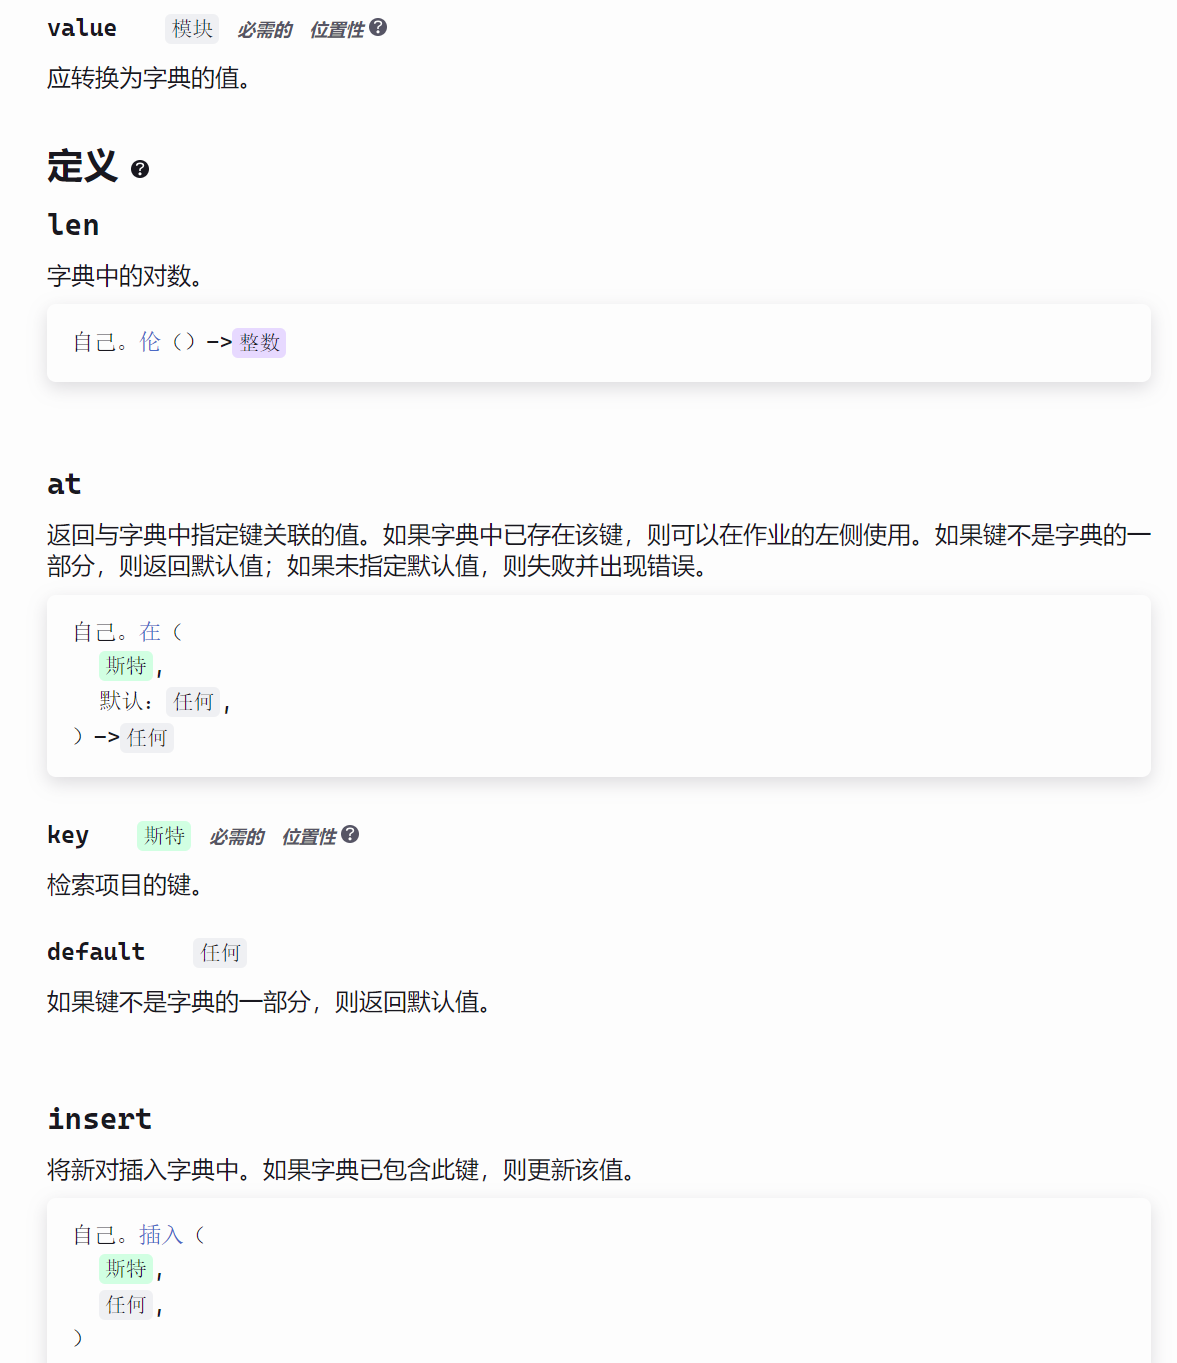 value 模块 必需的 位置性 ?
应转换为字典的值。
定义 ?
len
字典中的对数。
自己。伦（）->整数
at
返回与字典中指定键关联的值。如果字典中已存在该键，则可以在作业的左侧使用。如果键不是字典的一
部分，则返回默认值；如果未指定默认值，则失败并出现错误。
自己。在（
斯特,
默认：任何,
）->任何
key 斯特 必需的 位置性 ?
检索项目的键。
default 任何
如果键不是字典的一部分，则返回默认值。
insert
将新对插入字典中。如果字典已包含此键，则更新该值。
自己。插入（
斯特,
任何,
）